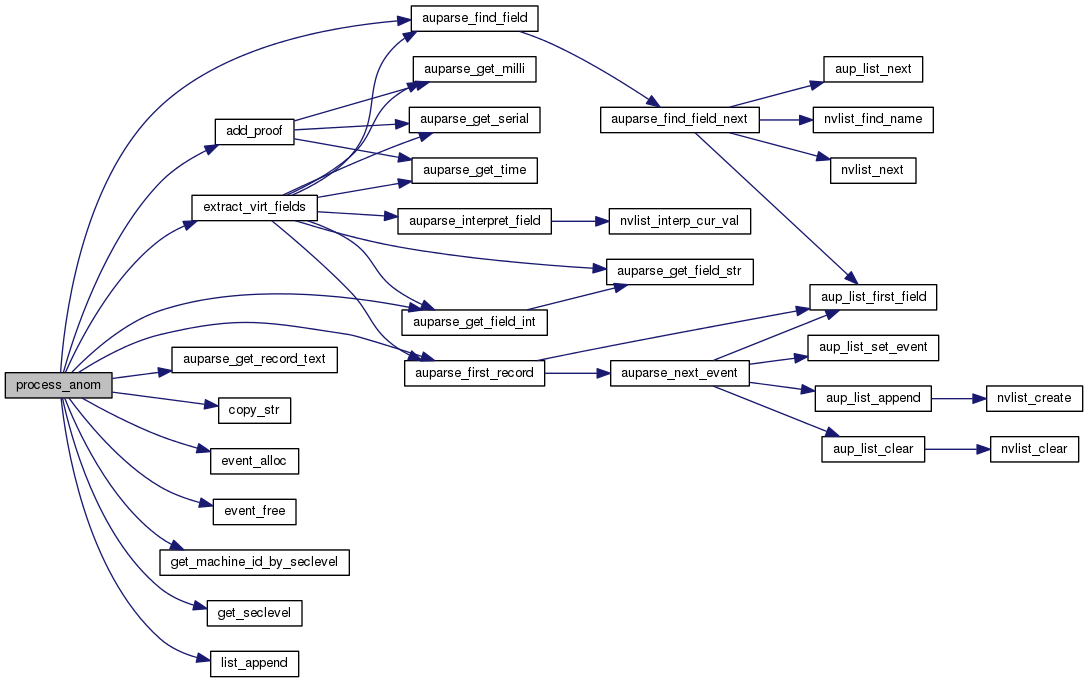 auparse_find_field
auparse_get_milli
aup_list_next
add_proof
auparse_get_serial
auparse_find_field_next
nvlist_find_name
auparse_get_time
nvlist_next
extract_virt_fields
auparse_interpret_field
nvlist_interp_cur_val
auparse_get_field_str
aup_list_first_field
auparse_get_field_int
aup_list_set_event
auparse_get_record_text
auparse_first_record
auparse_next_event
process_anom
aup_list_append
nvlist_create
copy_str
aup_list_clear
nvlist_clear
event_alloc
event_free
get_machine_id_by_seclevel
get_seclevel
list_append